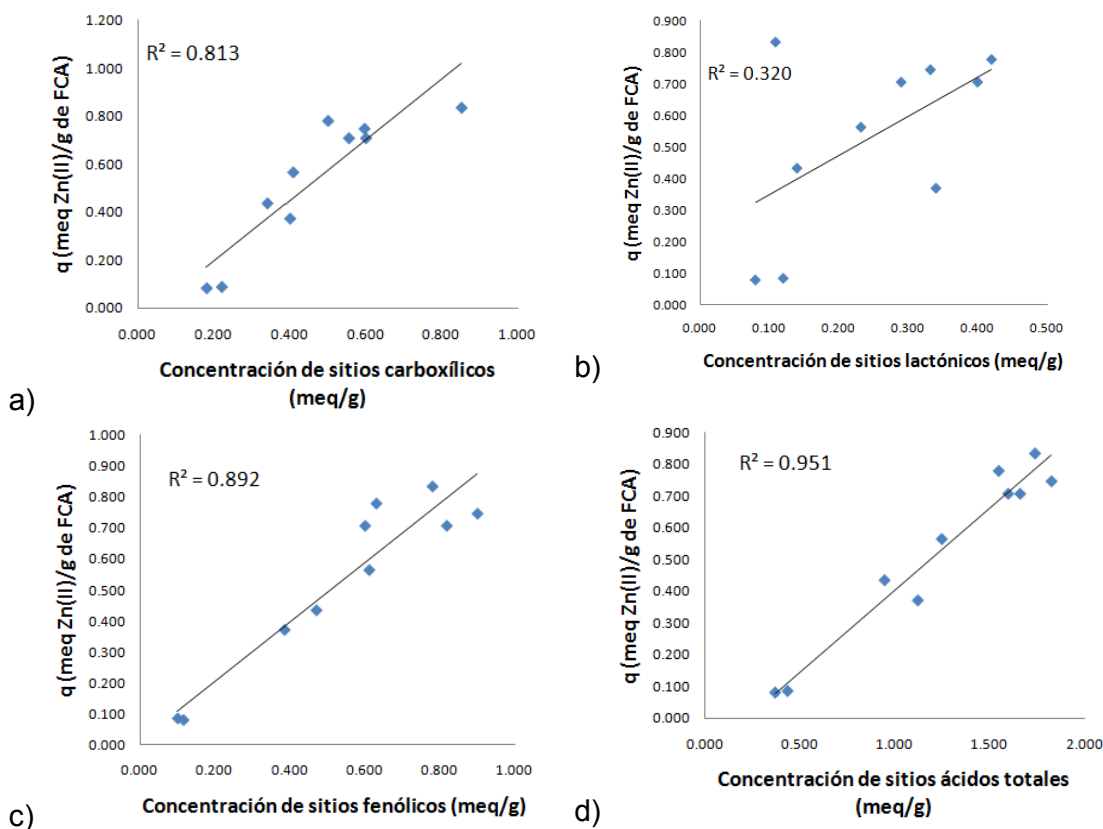 R² = 0.813
q (meq Zn(II)/g de FCA)
1.200
1.000
0.800
0.600
0.400
0.200
0.000
0.000 0.200 0.400 0.600 0.800 1.000
Concentración de sitios carboxílicos
(meq/g)
a)
R² = 0.320
q (meq Zn(II)/g de FCA)
0.900
0.800
0.700
0.600
0.500
0.400
0.300
0.200
0.100
0.000
0.000 0.100 0.200 0.300 0.400 0.500
Concentración de sitios lactónicos (meq/g)
b)
R² = 0.892
q (meq Zn(II)/g de FCA)
1.000
0.900
0.800
0.700
0.600
0.500
0.400
0.300
0.200
0.100
0.000
0.000 0.200 0.400 0.600 0.800 1.000
Concentración de sitios fenólicos (meq/g)
c)
R² = 0.951
q (meq Zn(II)/g de FCA)
0.900
0.800
0.700
0.600
0.500
0.400
0.300
0.200
0.100
0.000
0.000 0.500 1.000 1.500 2.000
Concentración de sitios ácidos totales
(meq/g)
d)